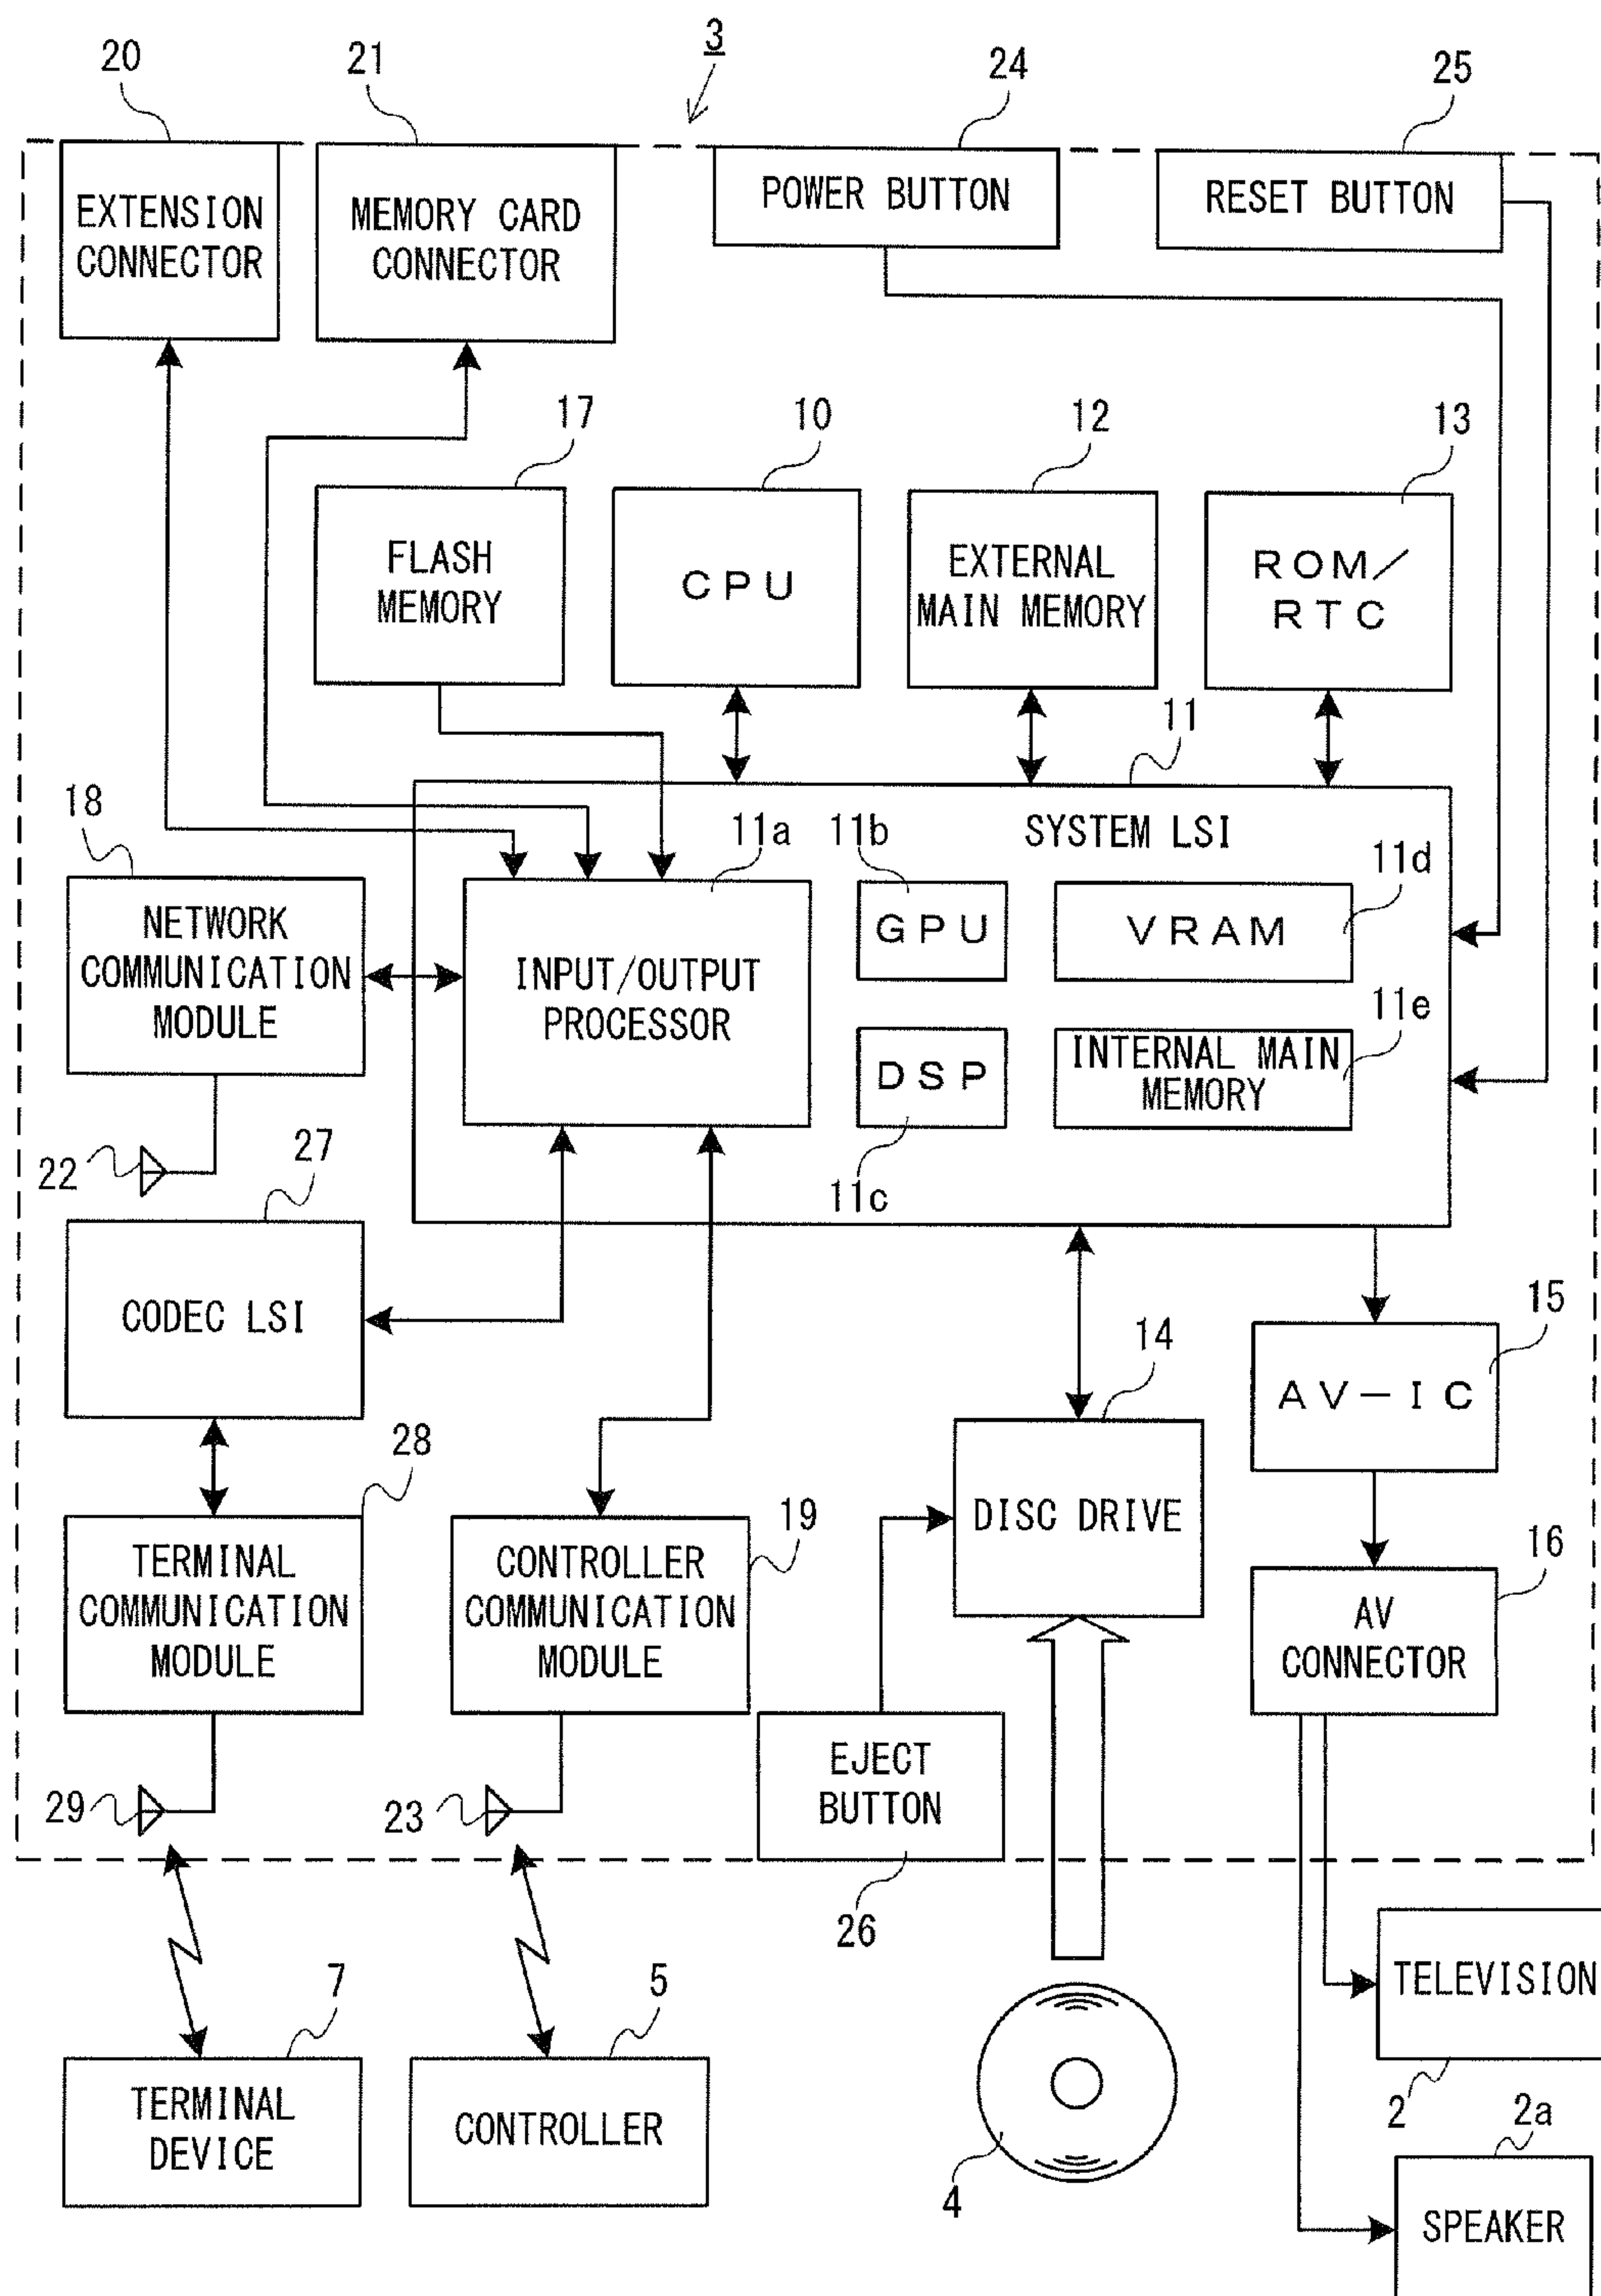 3
20
21
24
25
EXTENSION
CONNECTOR
MEMORY CARD
CONNECTOR
POWER BUTTON
RESET BUTTON
17
10
12
13
FLASH
MEMORY
CPU
EXTERNAL
MAIN MEMORY
ROM/
RTC
11
18
11a
11b
SYSTEM LSI
11d
NETWORK
COMMUNICATION
MODULE
INPUT/OUTPUT
PROCESSOR
GPU
VRAM
11e
DSP
INTERNAL MAIN
MEMORY
22
27
11c
CODEC LSI
14
15
AV-IC
28
19
DISC DRIVE
16
TERMINAL
COMMUNICATION
MODULE
CONTROLLER
COMMUNICATION
MODULE
AV
CONNECTOR
29
23
EJECT
BUTTON
26
7
5
TELEVISION
2
TERMINAL
DEVICE
CONTROLLER
4
2a
SPEAKER